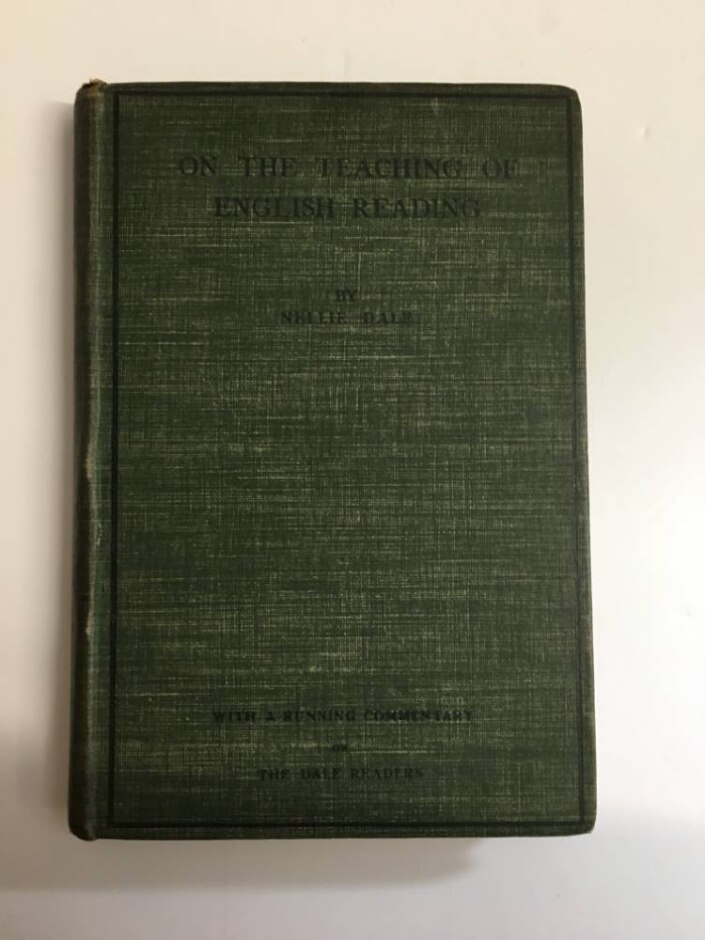 ON THE TEACHING OF
ENGLISH READING
BY
NELLIE DALE
WITH A RUNNING COMMENTARY
ON
THE DALE READERS